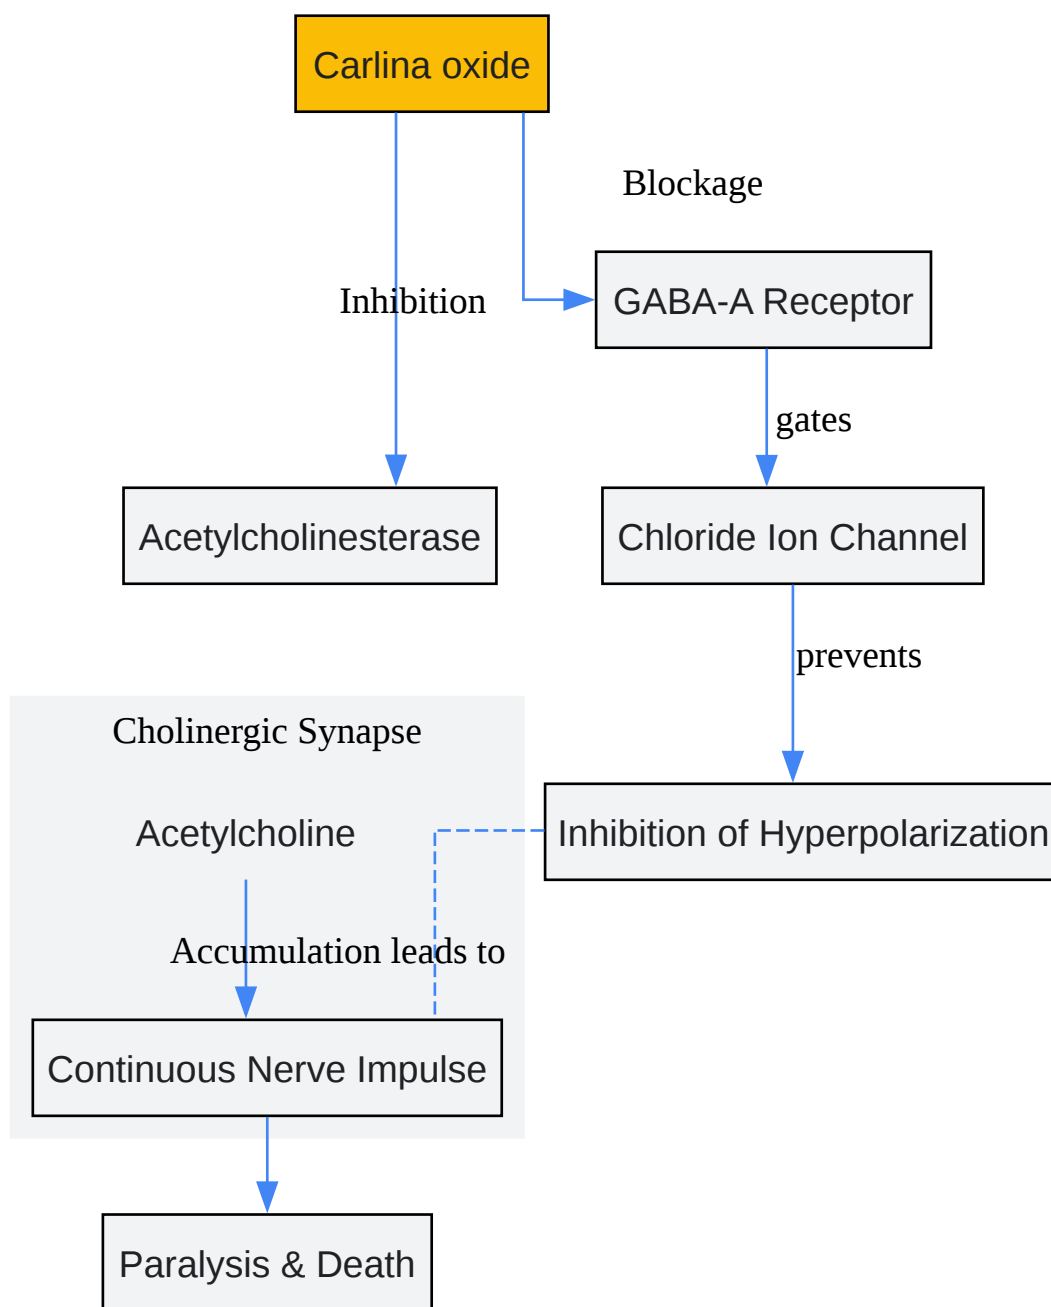 Carlina oxide
Blockage
Inhibition
GABA-A Receptor
gates
Acetylcholinesterase
Chloride Ion Channel
prevents
Cholinergic Synapse
Acetylcholine
Inhibition of Hyperpolarization
Accumulation leads to
Continuous Nerve Impulse
Paralysis & Death